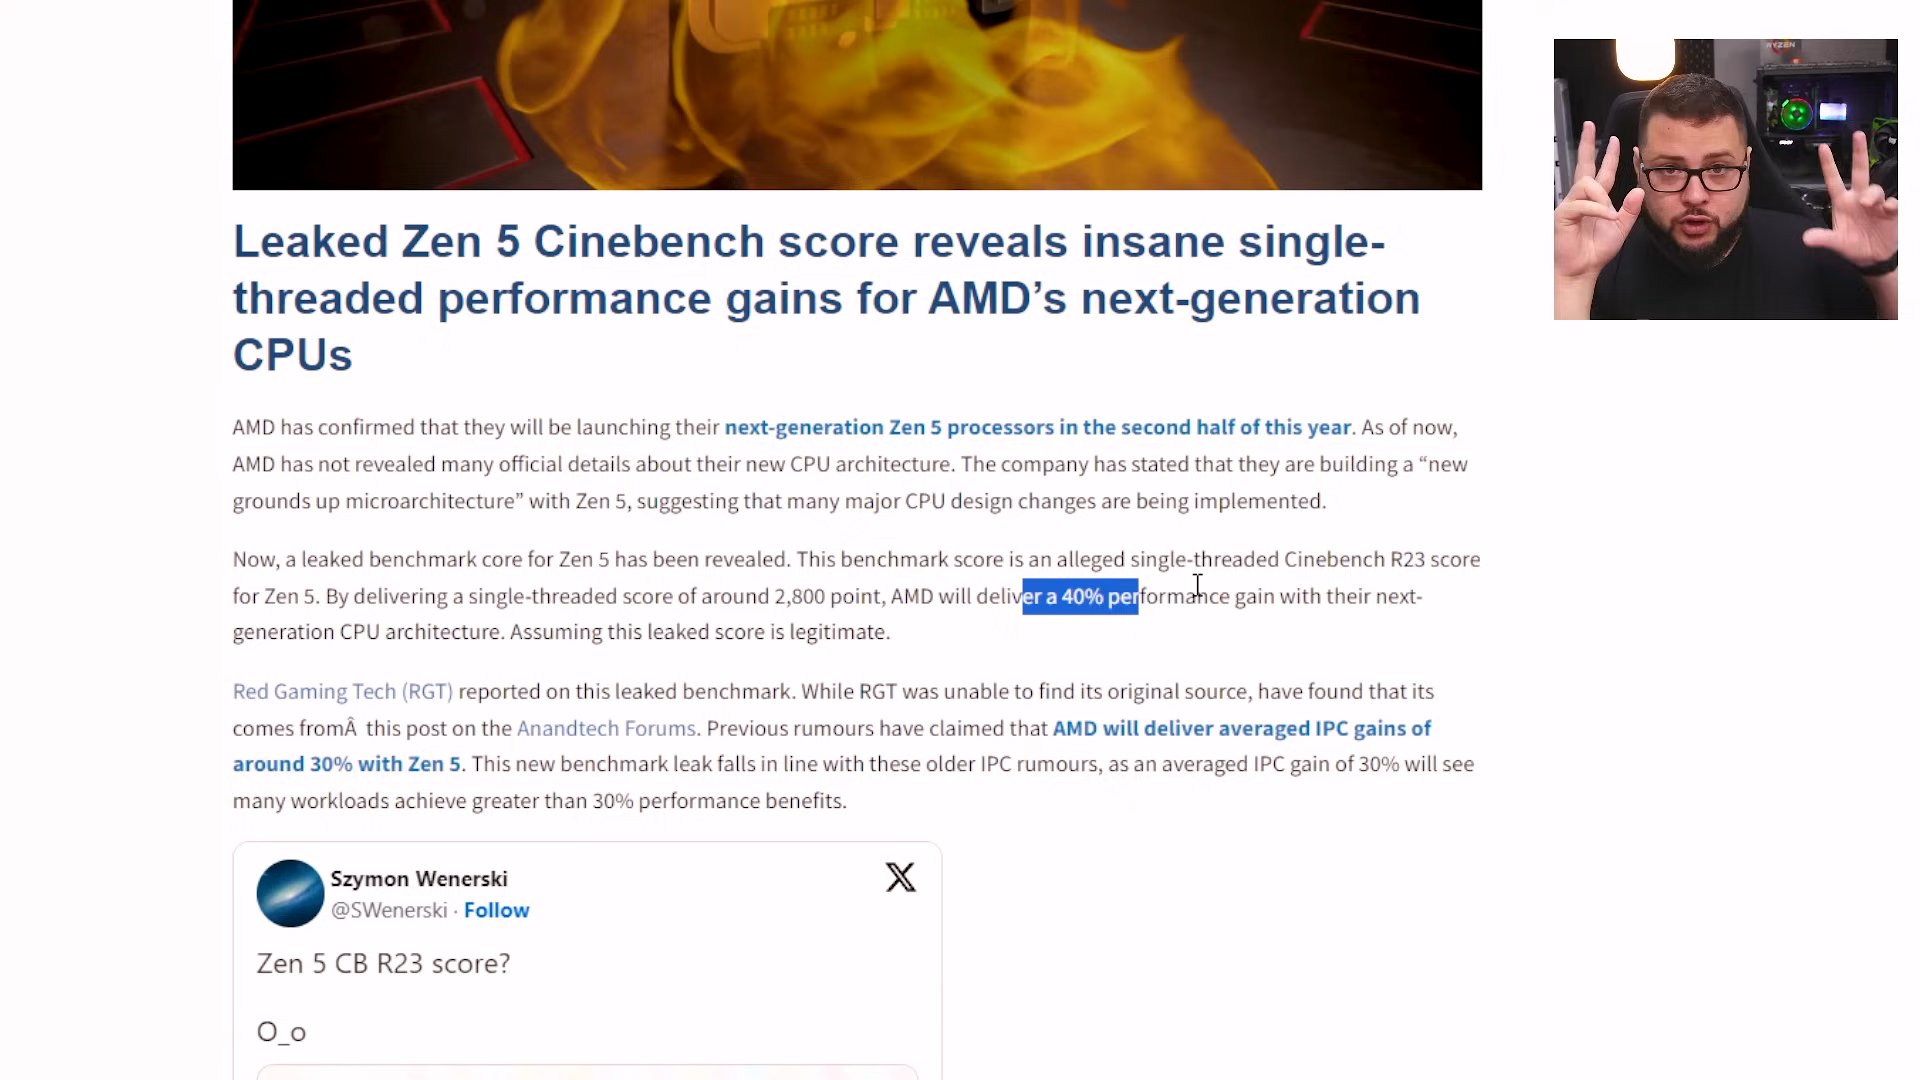 RYZEN
Leaked Zen 5 Cinebench score reveals insane single-
threaded performance gains for AMD’s next-generation
CPUs
AMD has confirmed that they will be launching their next-generation Zen 5 processors in the second half of this year. As of now,
AMD has not revealed many official details about their new CPU architecture. The company has stated that they are building a “new
grounds up microarchitecture” with Zen 5, suggesting that many major CPU design changes are being implemented.
Now, a leaked benchmark core for Zen 5 has been revealed. This benchmark score is an alleged single-threaded Cinebench R23 score
for Zen 5. By delivering a single-threaded score of around 2,800 point, AMD will deliver a 40% performance gain with their next-
generation CPU architecture. Assuming this leaked score is legitimate.
Red Gaming Tech (RGT) reported on this leaked benchmark. While RGT was unable to find its original source, have found that its
comes fromÂ this post on the Anandtech Forums. Previous rumours have claimed that AMD will deliver averaged IPC gains of
around 30% with Zen 5. This new benchmark leak falls in line with these older IPC rumours, as an averaged IPC gain of 30% will see
many workloads achieve greater than 30% performance benefits.
Szymon Wenerski
@SWenerski · Follow
Zen 5 CB R23 score?
O_o